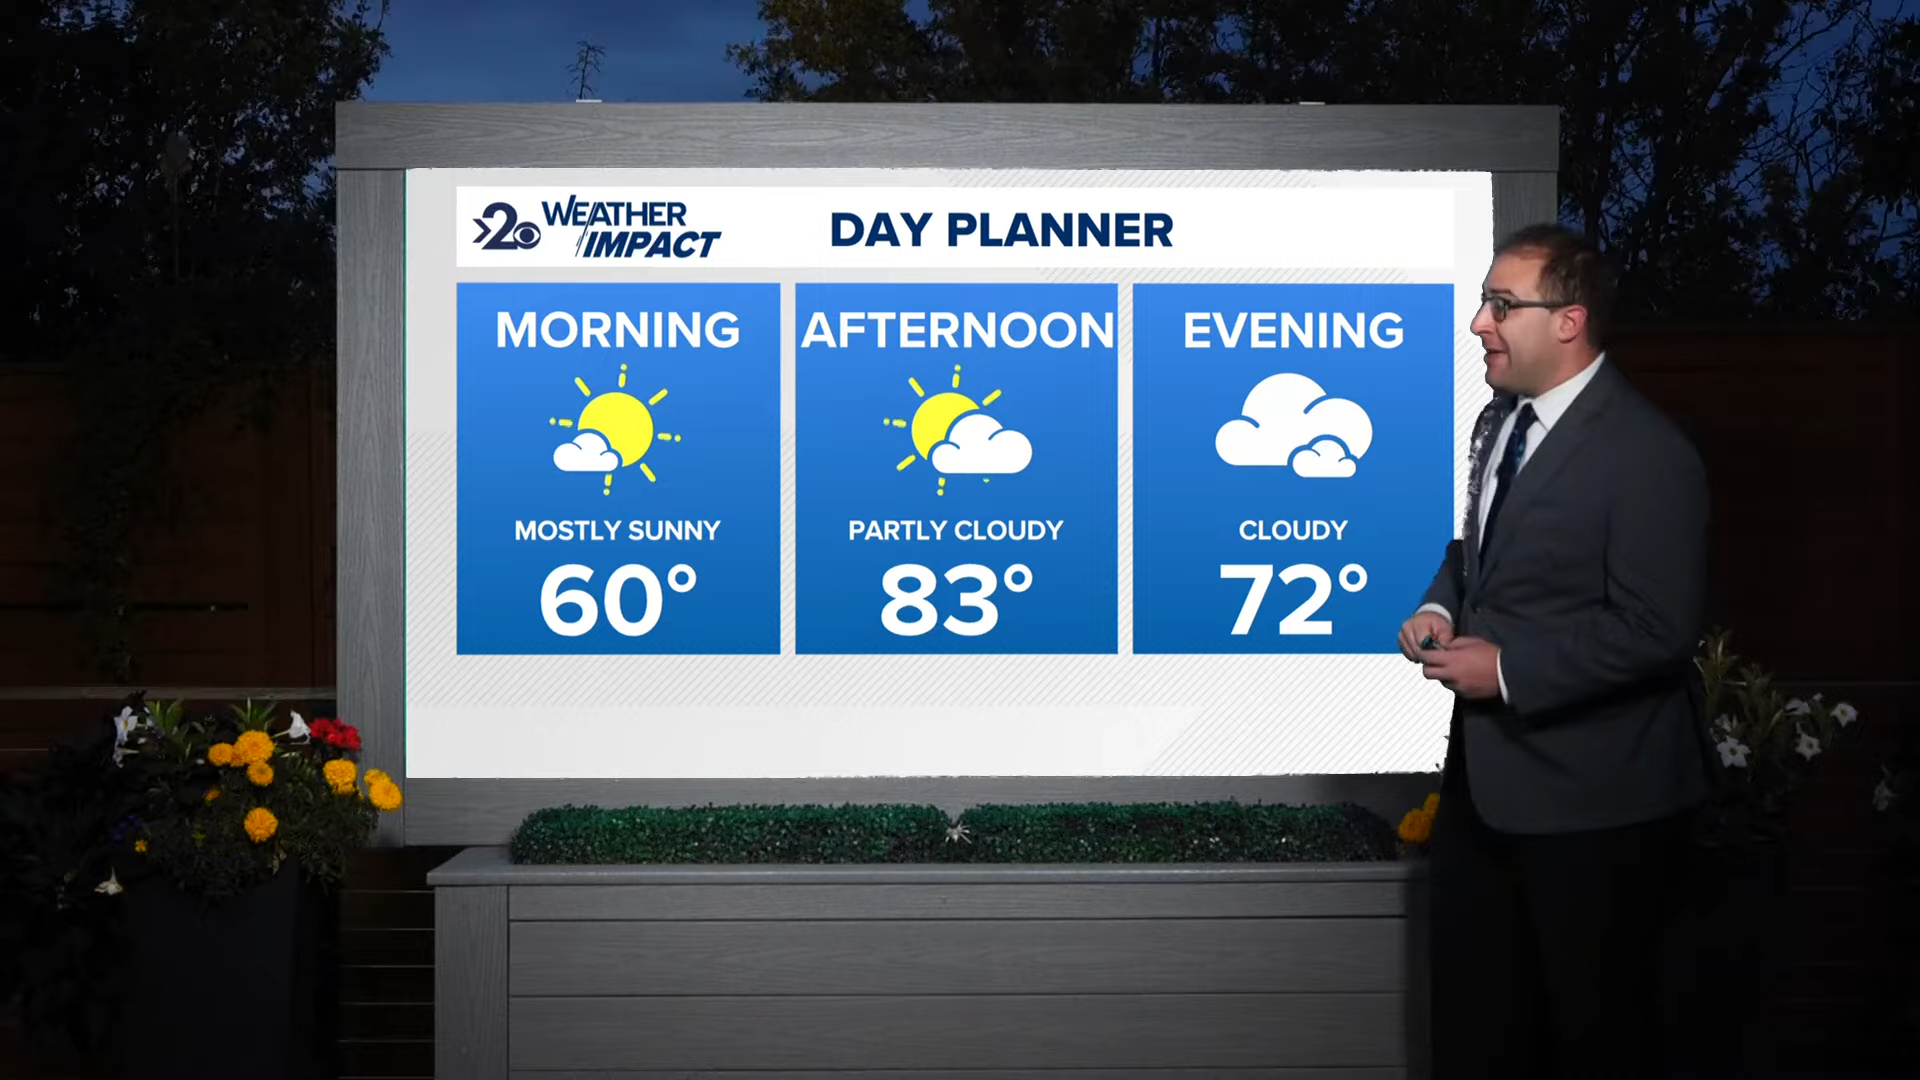 2 WEATHER
IMPACT
DAY PLANNER
MORNING
MOSTLY SUNNY
60°
AFTERNOON
PARTLY CLOUDY
83°
EVENING
CLOUDY
72°